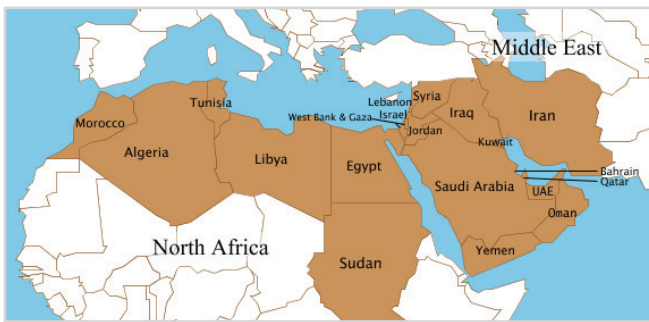 Middle East
Tunisia
Lebanon
Syria
Morocco
West Bank & Gaza
Israel
Iraq
Iran
Jordan
Algeria
Libya
Egypt
Kuwait
Bahrain
Saudi Arabia
Qatar
UAE
Oman
North Africa
Yemen
Sudan